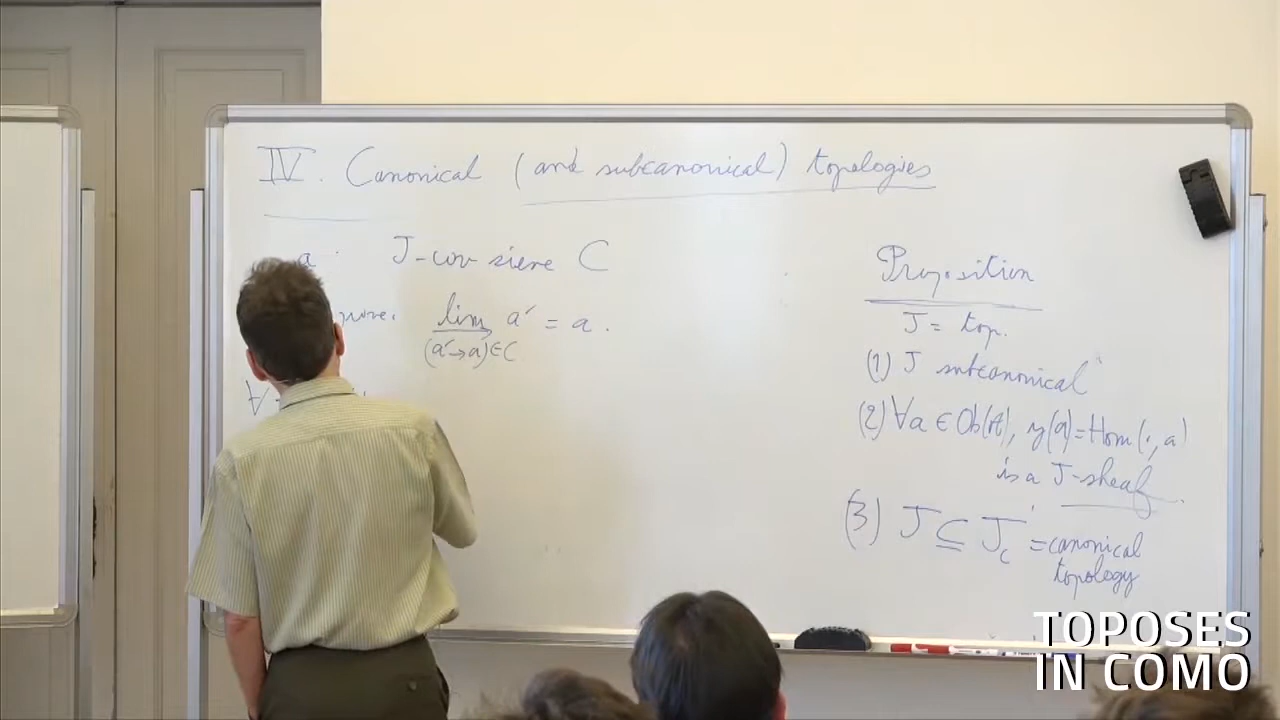 IV. Canonical (and subcanonical) topologies
a J-cov sieve C
prove. lim a' = a.
(a'→a)∈C
∀
Proposition
J = top.
(1) J subcanonical
(2) ∀a ∈ Ob(A), y(a)=Hom(·, a)
is a J-sheaf.
(3) J ⊆ J_c = canonical
topology
TOPOSES
IN COMO